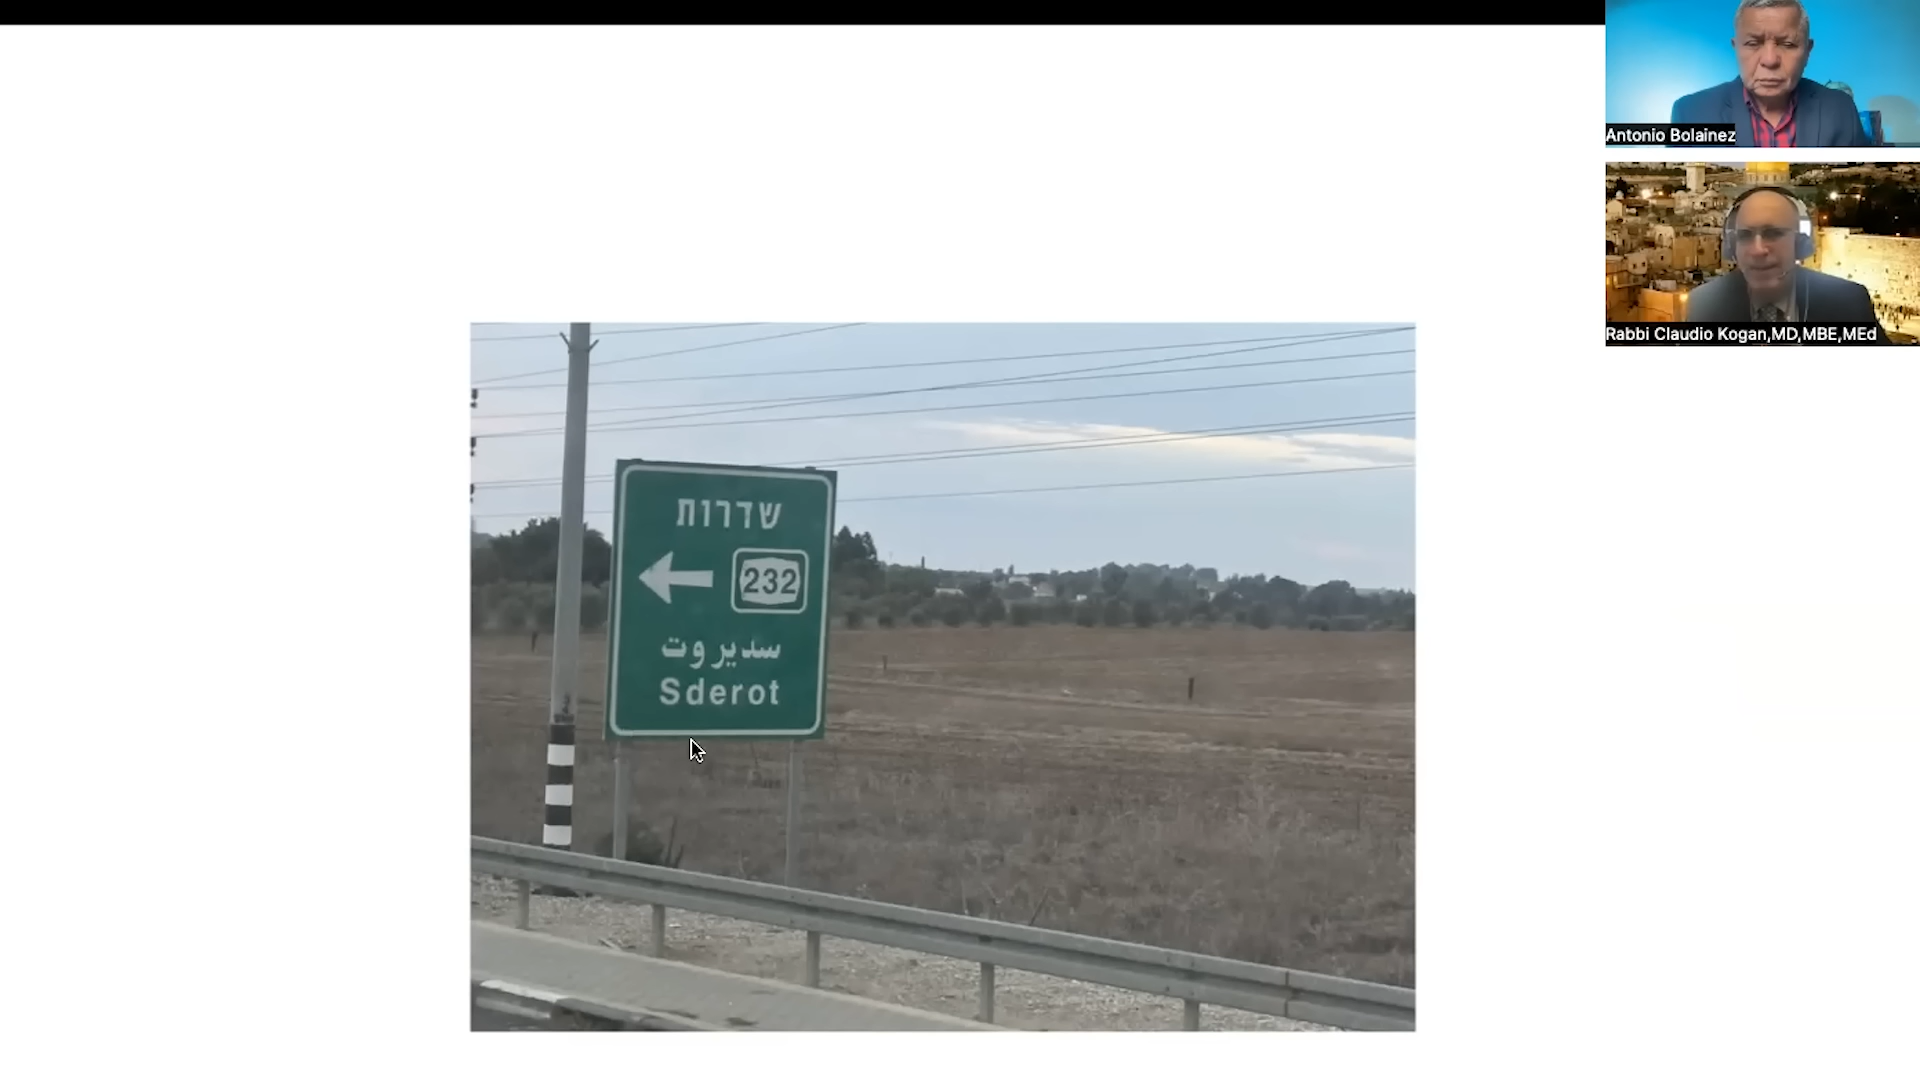 Antonio Bolainez
Rabbi Claudio Kogan,MD,MBE,MEd
שדרות
232
سديروت
Sderot